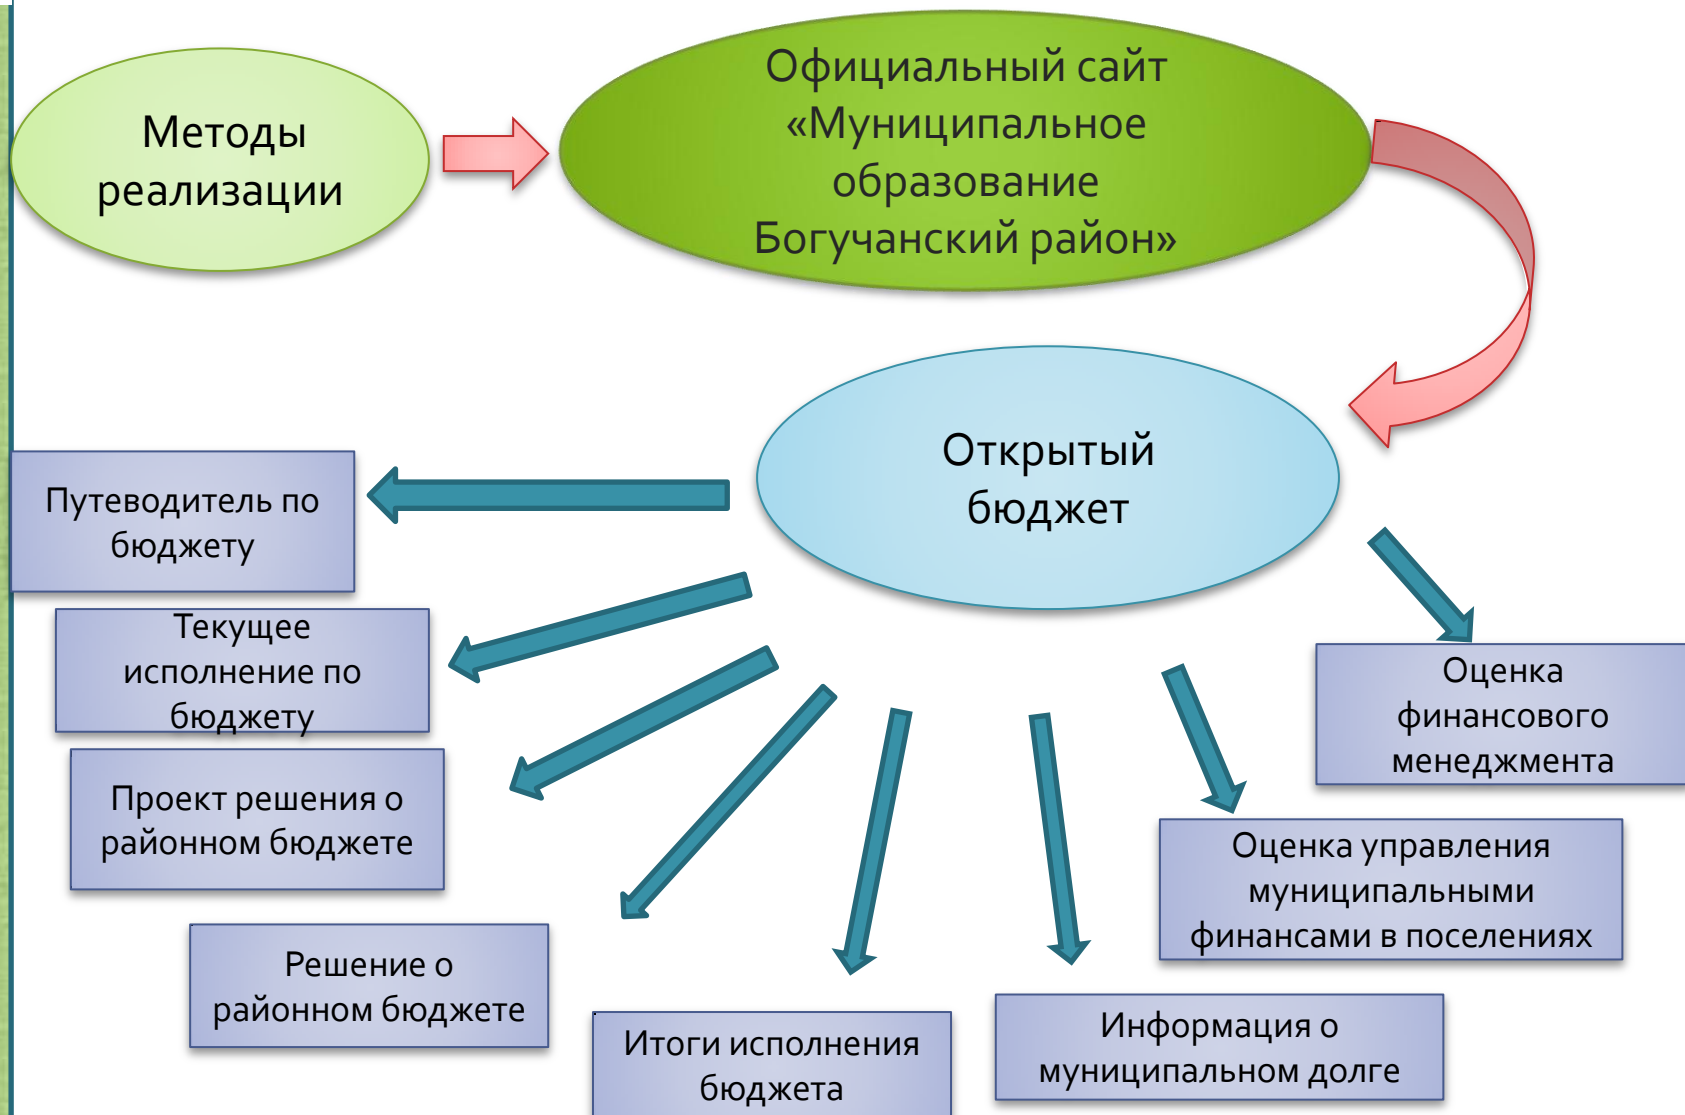 Методы
реализации
Официальный сайт
«Муниципальное
образование
Богучанский район»
Открытый
бюджет
Путеводитель по
бюджету
Текущее
исполнение по
бюджету
Проект решения о
районном бюджете
Решение о
районном бюджете
Итоги исполнения
бюджета
Информация о
муниципальном долге
Оценка управления
муниципальными
финансами в поселениях
Оценка
финансового
менеджмента